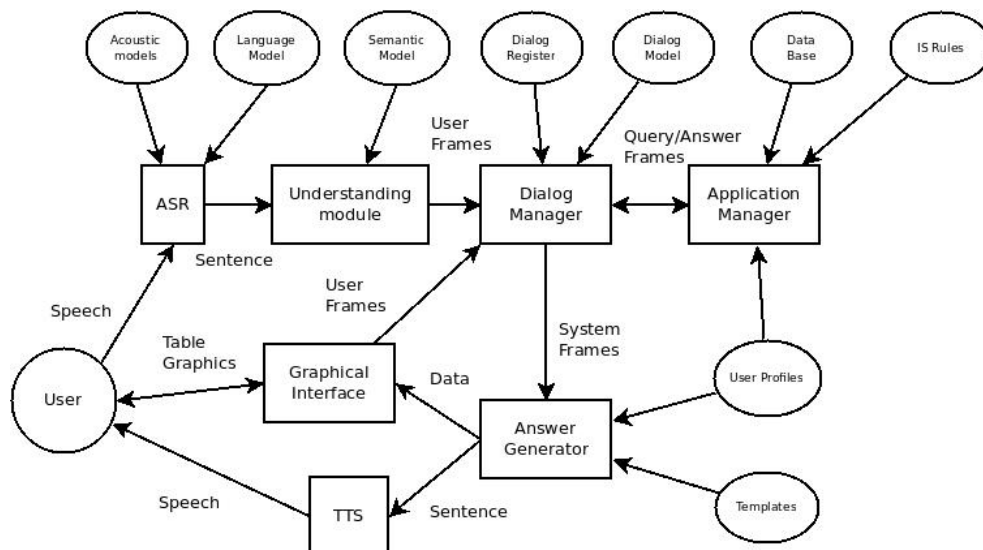 Acoustic
models
Language
Model
Semantic
Model
Dialog
Register
Dialog
Model
Data
Base
IS Rules
User
Frames
Query/Answer
Frames
ASR
Understanding
module
Dialog
Manager
Application
Manager
Sentence
User
Frames
Speech
System
Frames
Table
Graphics
Graphical
Interface
Data
User Profiles
User
Answer
Generator
Speech
TTS
Sentence
Templates